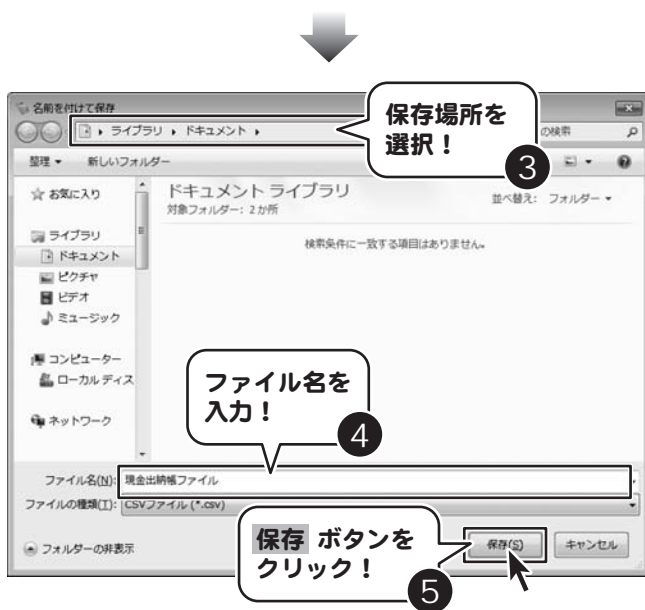 名前を付けて保存
ライブラリ ▸ ドキュメント ▸
の検索
保存場所を
選択！
3
整理 ▼ 新しいフォルダー
お気に入り
ライブラリ
ドキュメント
ピクチャ
ビデオ
ミュージック
コンピューター
ローカル ディス
ネットワーク
ドキュメント ライブラリ
対象フォルダー: 2 か所
並べ替え: フォルダー ▼
検索条件に一致する項目はありません。
ファイル名を
入力！
4
ファイル名(N): 現金出納帳ファイル
ファイルの種類(T): CSVファイル (*.csv)
フォルダーの非表示
保存 ボタンを
クリック！
5
保存(S)
キャンセル